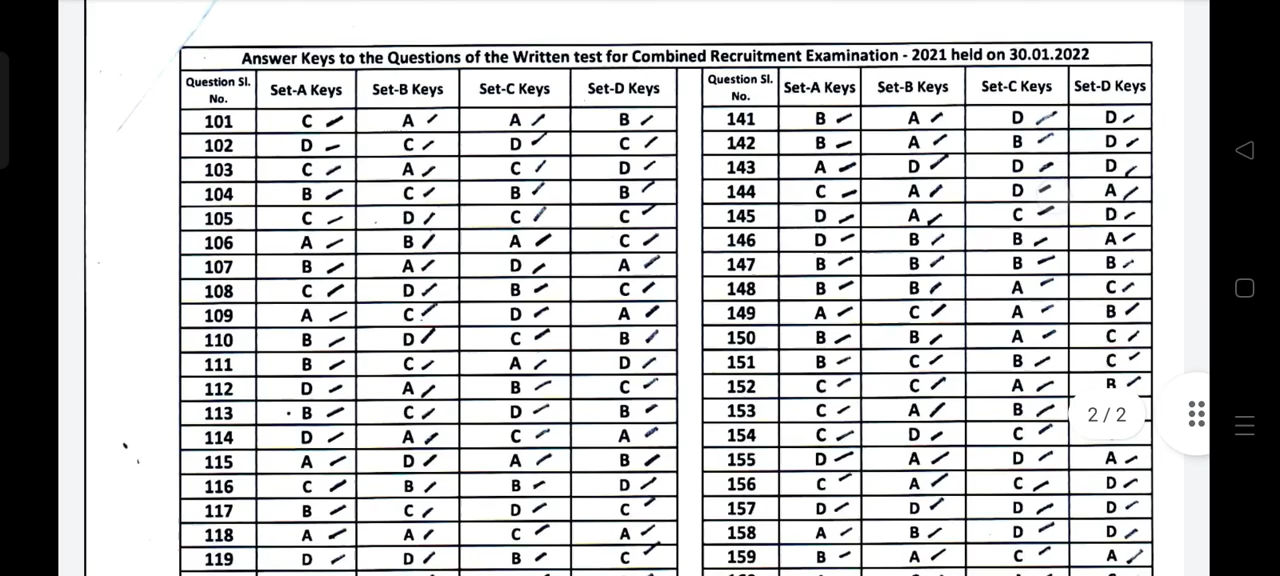 Answer Keys to the Questions of the Written test for Combined Recruitment Examination - 2021 held on 30.01.2022
Question Sl. No. Set-A Keys Set-B Keys Set-C Keys Set-D Keys Question Sl. No. Set-A Keys Set-B Keys Set-C Keys Set-D Keys
101 C A A B 141 B A D D
102 D C D C 142 B A B D
103 C A C D 143 A D D D
104 B C B B 144 C A D A
105 C D C C 145 D A C D
106 A B A C 146 D B B A
107 B A D A 147 B B B B
108 C D B C 148 B B A C
109 A C D A 149 A C A B
110 B D C B 150 B B A C
111 B C A D 151 B C B C
112 D A B C 152 C C A
113 B C D B 153 C A B
114 D A C A 154 C D C
115 A D A B 155 D A D A
116 C B B D 156 C A C D
117 B C D C 157 D D D D
118 A A C A 158 A B D D
119 D D B C 159 B A C A
2 / 2